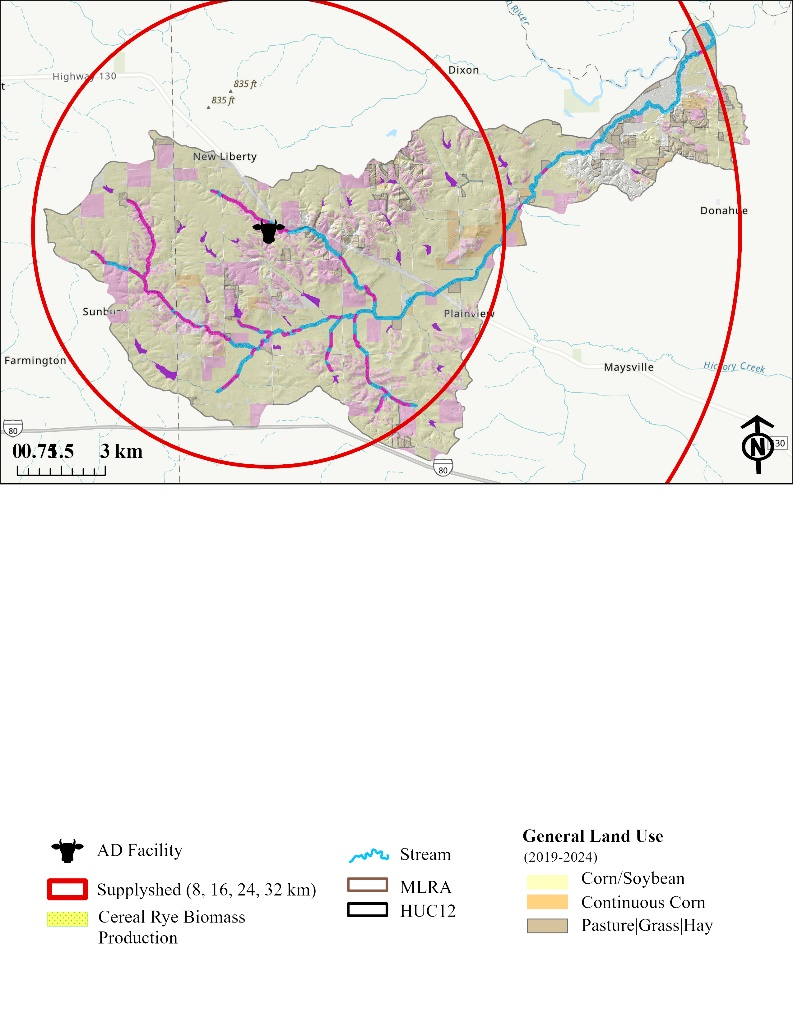 River
Dixon
Highway 130
t
835 ft
835 ft
New Liberty
Donahue
Plainview
Maysville
Farmington
Hickory Creek
80
30
N
00.751.5 3 km
80
General Land Use
(2019-2024)
AD Facility
Stream
Corn/Soybean
Supplyshed (8, 16, 24, 32 km)
MLRA
Continuous Corn
Cereal Rye Biomass
Production
HUC12
Pasture|Grass|Hay